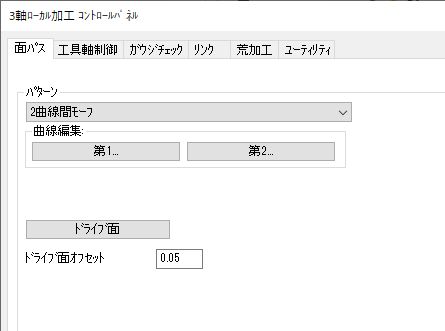 3軸ﾛｰｶﾙ加工 ｺﾝﾄﾛｰﾙﾊﾟﾈﾙ
面ﾊﾟｽ 工具軸制御 ｶﾞｳｼﾞﾁｪｯｸ ﾘﾝｸ 荒加工 ﾕｰﾃｨﾘﾃｨ
ﾊﾟﾀｰﾝ
2曲線間ﾓｰﾌ
曲線編集:
第1... 第2...
ﾄﾞﾗｲﾌﾞ面
ﾄﾞﾗｲﾌﾞ面ｵﾌｾｯﾄ 0.05